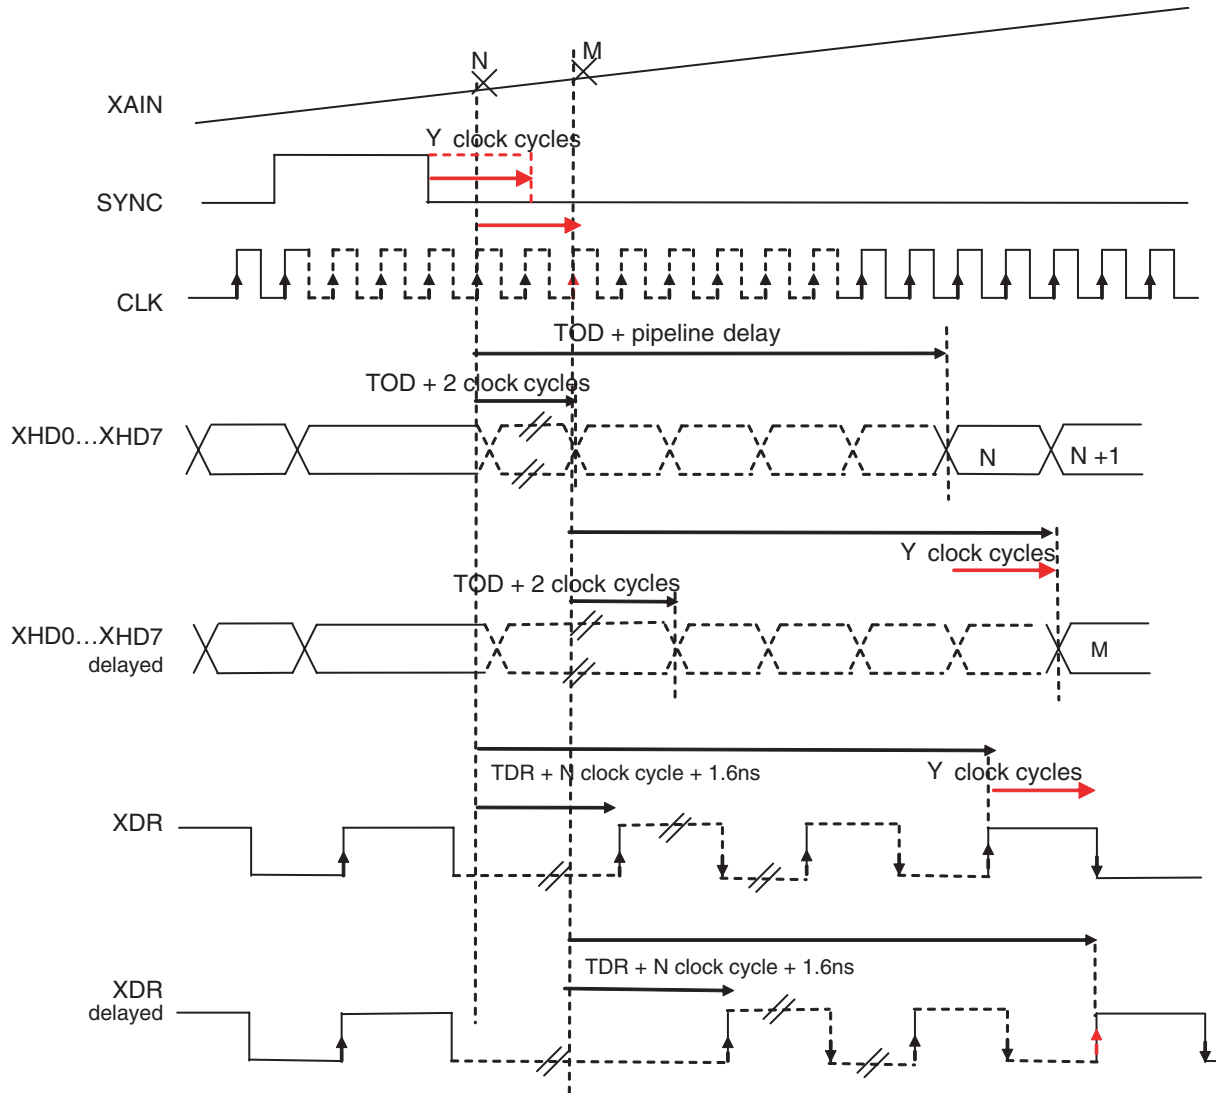 N
M
XAIN
Y clock cycles
SYNC
CLK
TOD + pipeline delay
TOD + 2 clock cycles
XHD0…XHD7
N
N +1
Y clock cycles
TOD + 2 clock cycles
XHD0…XHD7
delayed
M
TDR + N clock cycle + 1.6ns
Y clock cycles
XDR
TDR + N clock cycle + 1.6ns
XDR
delayed